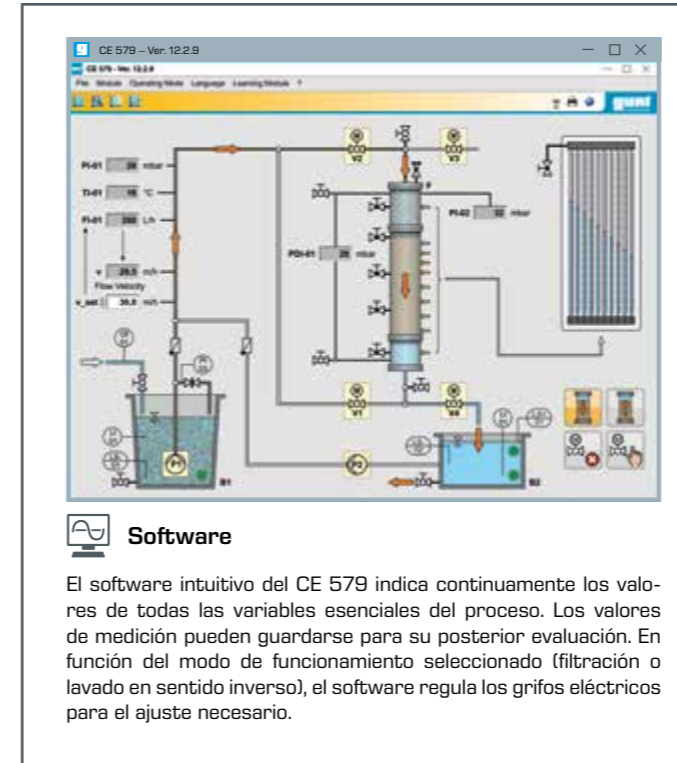 CE 579 – Ver. 12.2.9
CE 579 - Ver. 12.2.9
File Module Operating Mode Language Learning Module ?
gunt
V2
V3
PI-01 mbar
TI-01 °C
FI-01 L/h
v m/h
Flow Velocity
v_set 30.0 m/h
F
PI-02 32 mbar
PDI-01 mbar
V1
V4
P1
B1
P2
B2
Software
El software intuitivo del CE 579 indica continuamente los valo-
res de todas las variables esenciales del proceso. Los valores
de medición pueden guardarse para su posterior evaluación. En
función del modo de funcionamiento seleccionado (filtración o
lavado en sentido inverso), el software regula los grifos eléctricos
para el ajuste necesario.